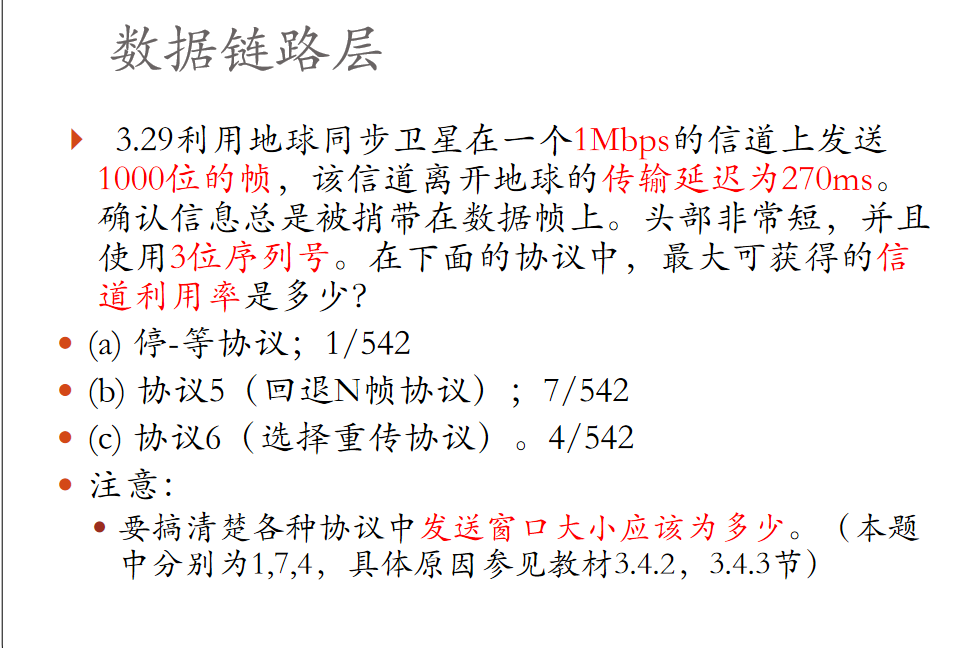 数据链路层
3.29利用地球同步卫星在一个1Mbps的信道上发送
1000位的帧，该信道离开地球的传输延迟为270ms。
确认信息总是被捎带在数据帧上。头部非常短，并且
使用3位序列号。在下面的协议中，最大可获得的信
道利用率是多少？
(a) 停-等协议；1/542
(b) 协议5（回退N帧协议）；7/542
(c) 协议6（选择重传协议）。4/542
注意：
要搞清楚各种协议中发送窗口大小应该为多少。（本题
中分别为1,7,4，具体原因参见教材3.4.2，3.4.3节）